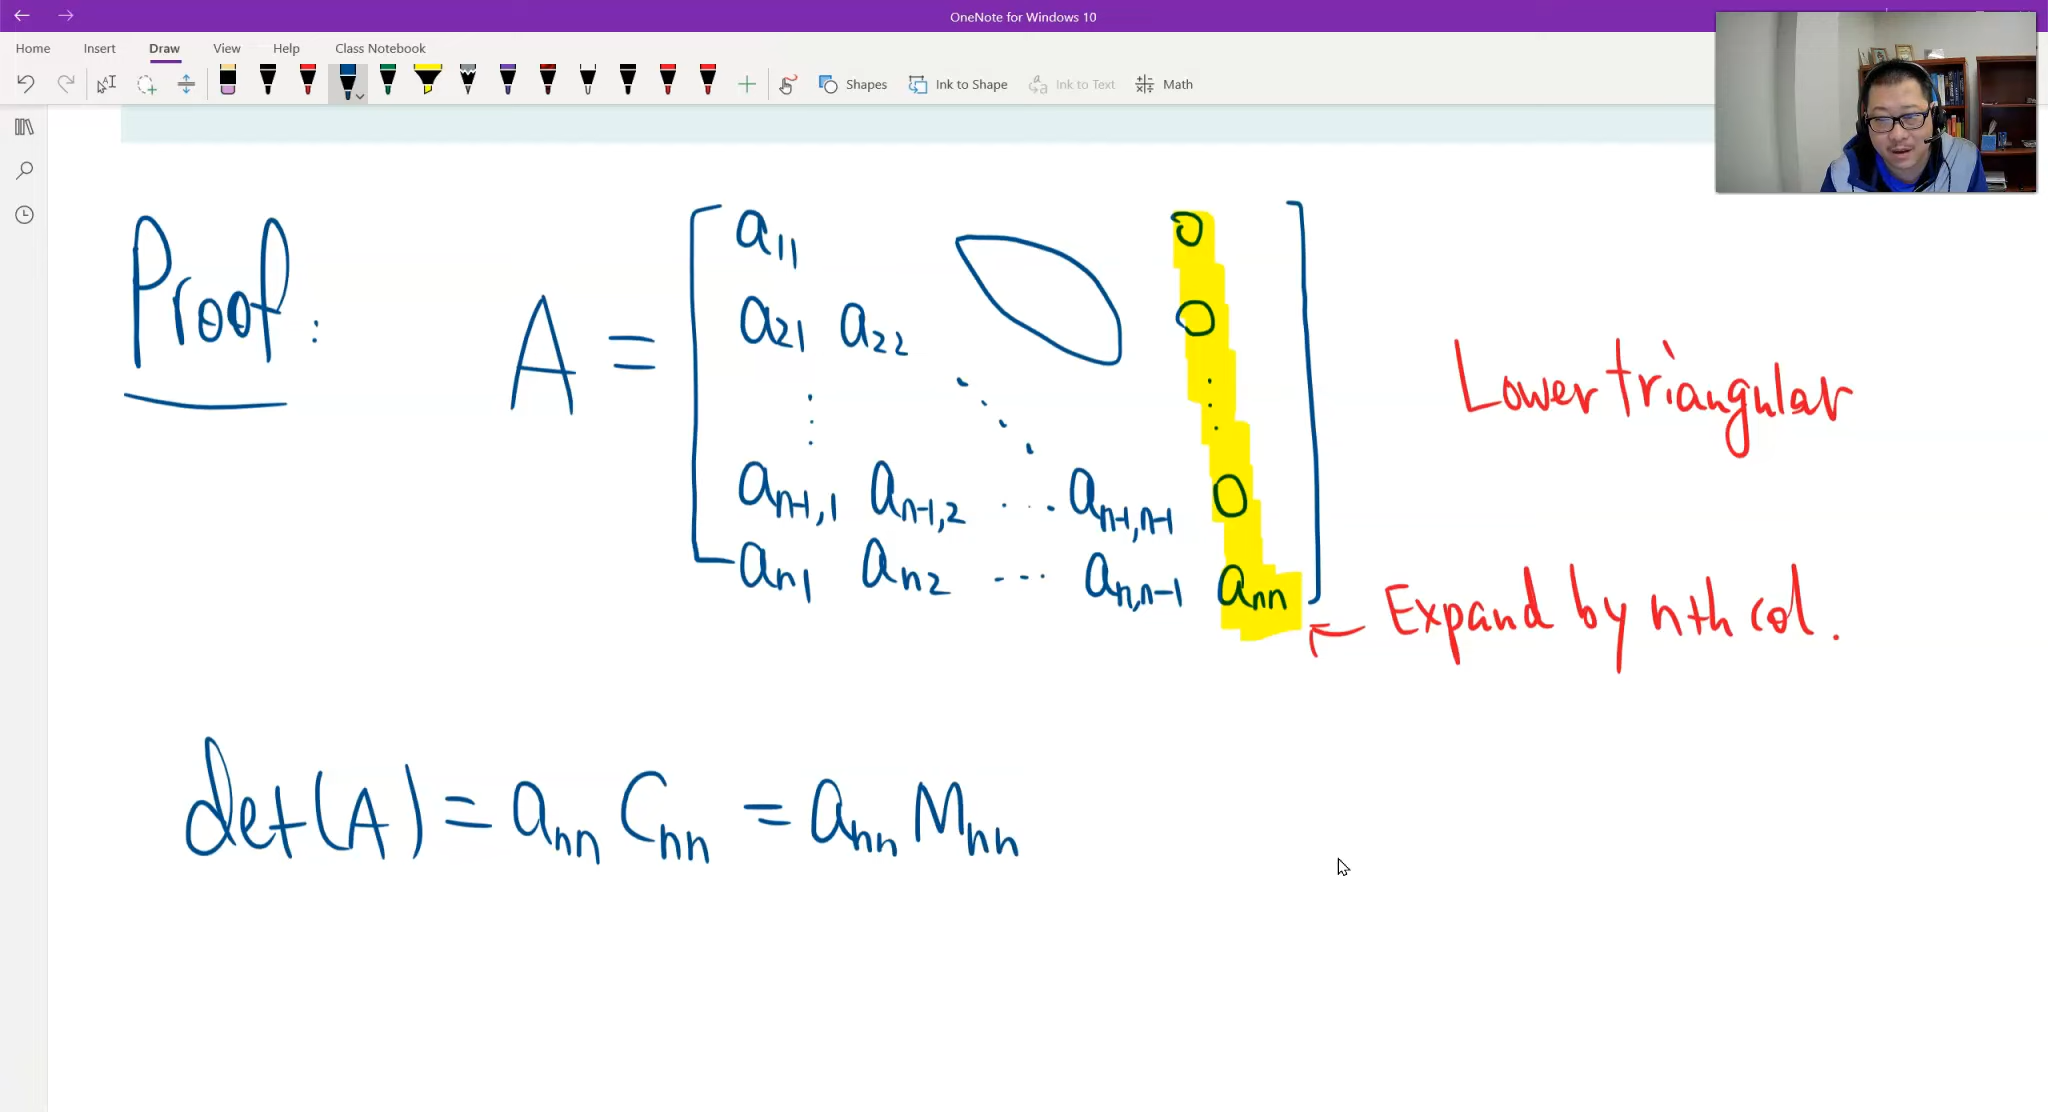 OneNote for Windows 10
Home Insert Draw View Help Class Notebook
Shapes Ink to Shape Ink to Text Math
Proof:
A =
a11 0
a21 a22 0
⋮ ⋱ ⋮
an-1,1 an-1,2 ... an-1,n-1 0
an1 an2 ... an,n-1 ann
Lower triangular
← Expand by nth col.
det(A) = ann Cnn = ann Mnn